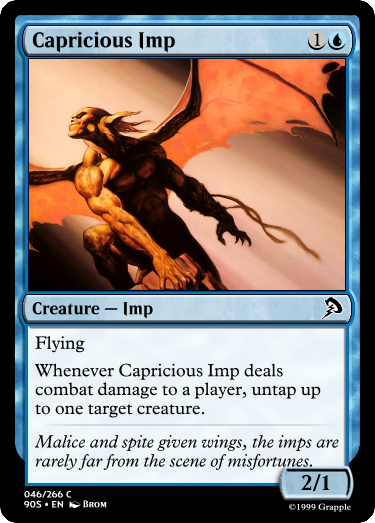 Capricious Imp 1
Creature — Imp
Flying
Whenever Capricious Imp deals
combat damage to a player, untap up
to one target creature.
Malice and spite given wings, the imps are
rarely far from the scene of misfortunes.
2/1
046/266 C
90S • EN BROM
©1999 Grapple